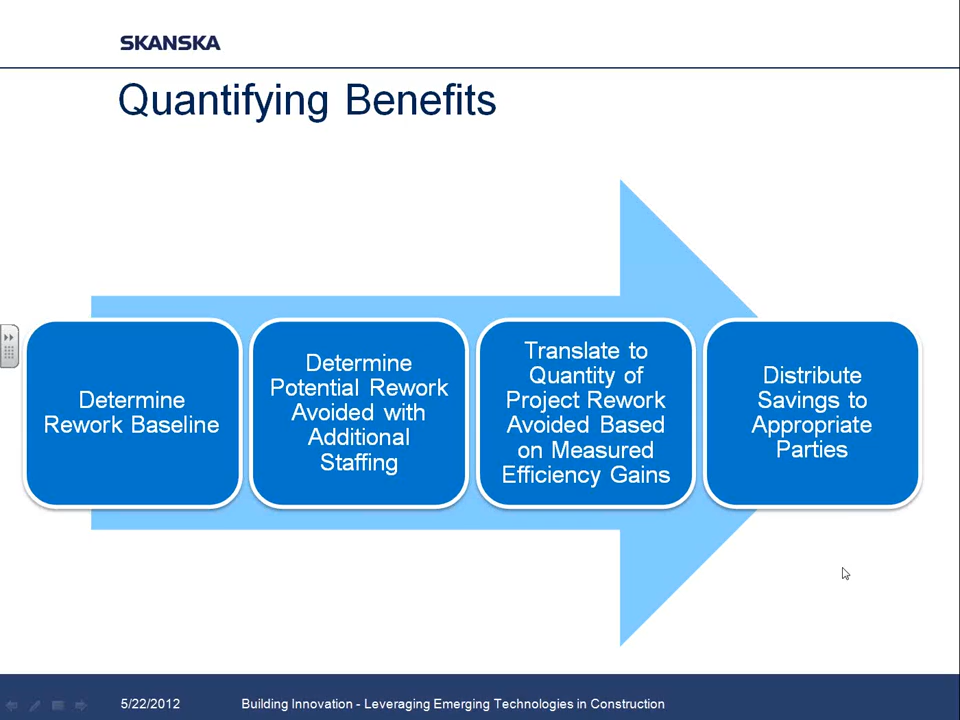 SKANSKA
Quantifying Benefits
Determine
Rework Baseline
Determine
Potential Rework
Avoided with
Additional
Staffing
Translate to
Quantity of
Project Rework
Avoided Based
on Measured
Efficiency Gains
Distribute
Savings to
Appropriate
Parties
5/22/2012
Building Innovation - Leveraging Emerging Technologies in Construction